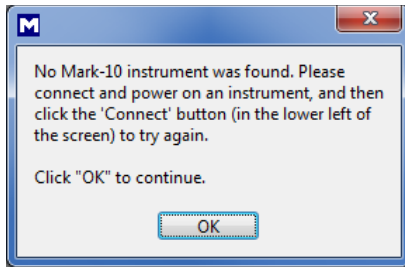 M
No Mark-10 instrument was found. Please
connect and power on an instrument, and then
click the 'Connect' button (in the lower left of
the screen) to try again.
Click "OK" to continue.
OK